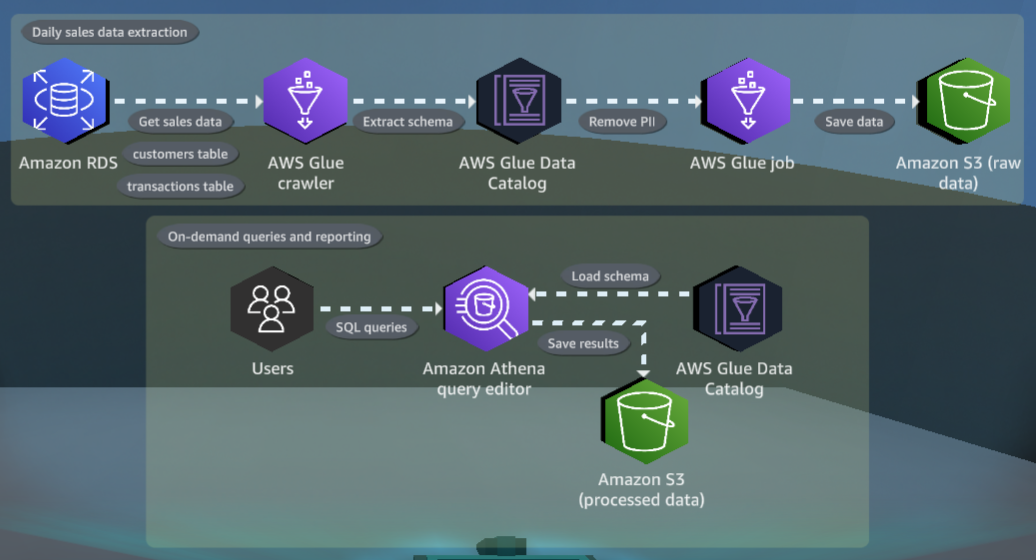 Daily sales data extraction
Get sales data
Extract schema
Remove PII
Save data
customers table
transactions table
Amazon RDS
AWS Glue
crawler
AWS Glue Data
Catalog
AWS Glue job
Amazon S3 (raw
data)
On-demand queries and reporting
Load schema
SQL queries
Save results
Users
Amazon Athena
query editor
AWS Glue Data
Catalog
Amazon S3
(processed data)